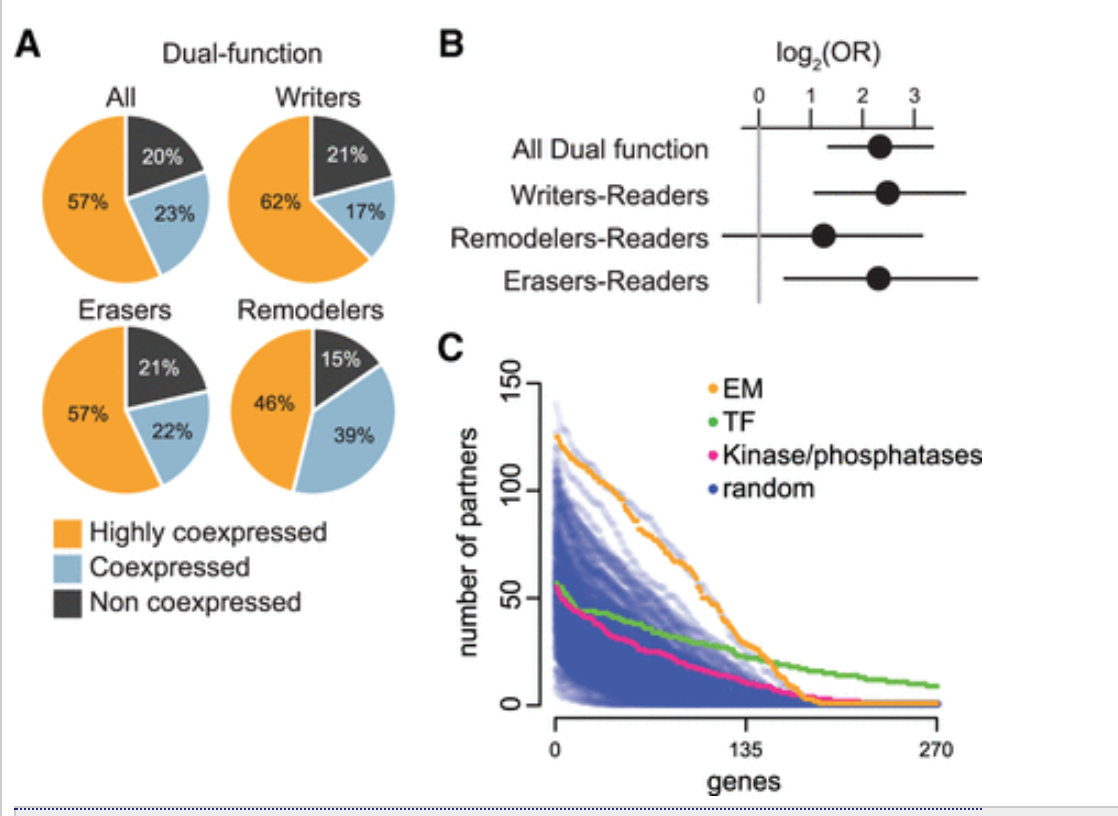 A
Dual-function
All
Writers
20%
57%
23%
21%
62%
17%
Erasers
Remodelers
21%
57%
22%
15%
46%
39%
Highly coexpressed
Coexpressed
Non coexpressed
B
log₂(OR)
0 1 2 3
All Dual function
Writers-Readers
Remodelers-Readers
Erasers-Readers
C
number of partners
150
100
50
0
EM
TF
Kinase/phosphatases
random
0 135 270
genes